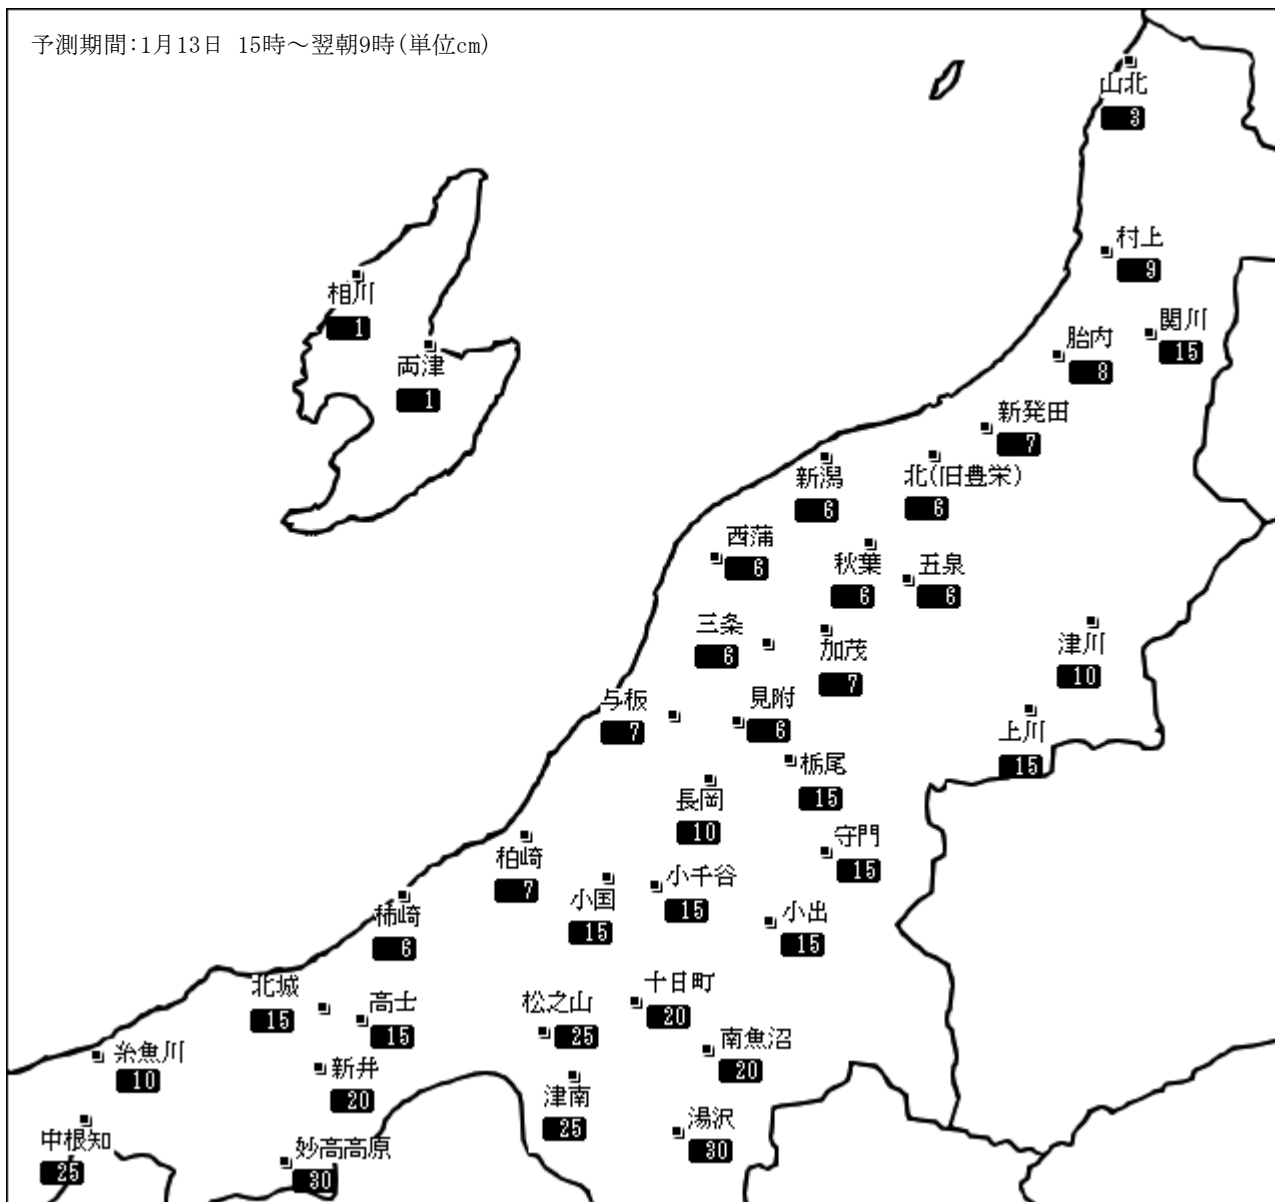 予測期間:1月13日 15時～翌朝9時(単位cm)
山北
3
村上
9
相川
1
関川
15
胎内
8
両津
1
新発田
7
新潟
6
北(旧豊栄)
6
西蒲
6
秋葉
6
五泉
6
三条
6
加茂
7
津川
10
与板
7
見附
6
上川
15
栃尾
15
長岡
10
守門
15
柏崎
7
小国
15
小千谷
15
小出
15
柿崎
6
北城
15
高士
15
松之山
25
十日町
20
南魚沼
20
糸魚川
10
新井
20
津南
25
湯沢
30
中根知
25
妙高高原
30